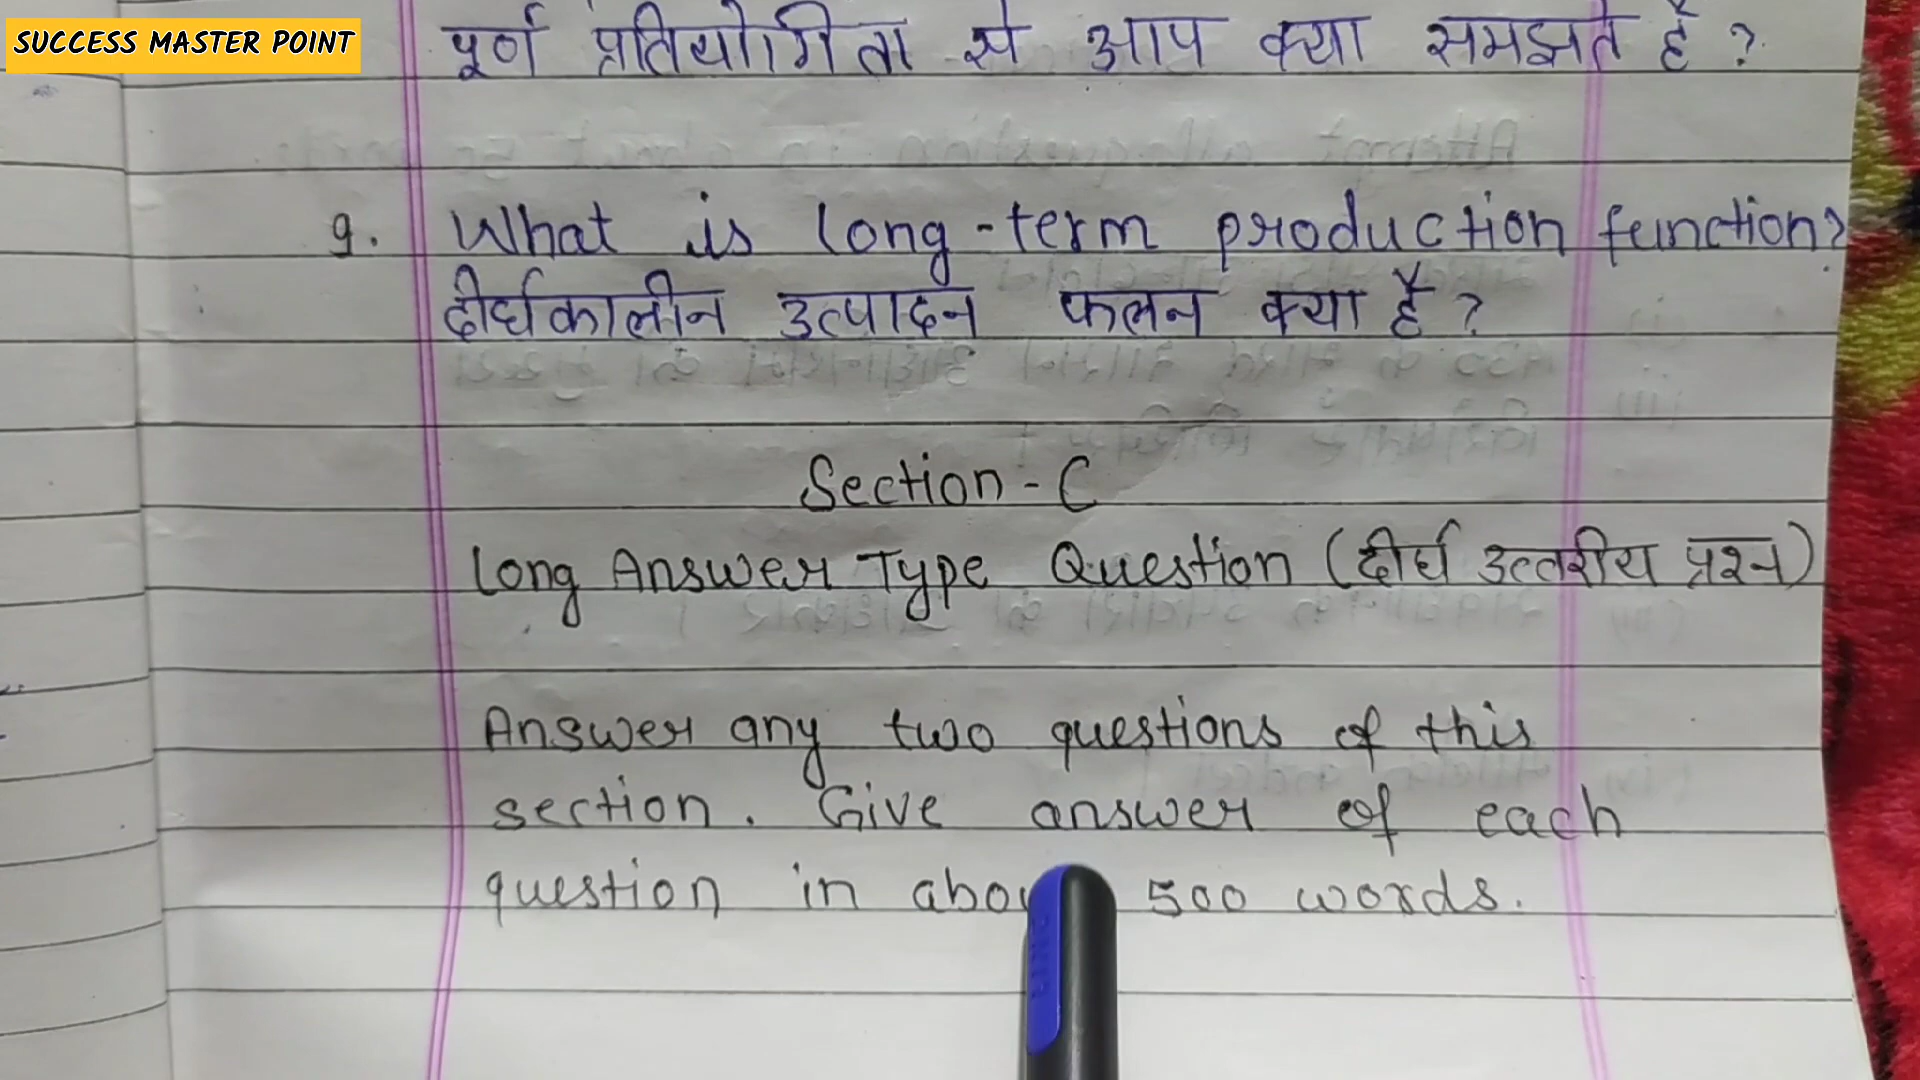 SUCCESS MASTER POINT
पूर्ण प्रतियोगिता से आप क्या समझते हैं ?
9. What is long-term production function?
दीर्घकालीन उत्पादन फलन क्या है ?
Section - C
Long Answer Type Question (दीर्घ उत्तरीय प्रश्न)
Answer any two questions of this
section. Give answer of each
question in abou 500 words.